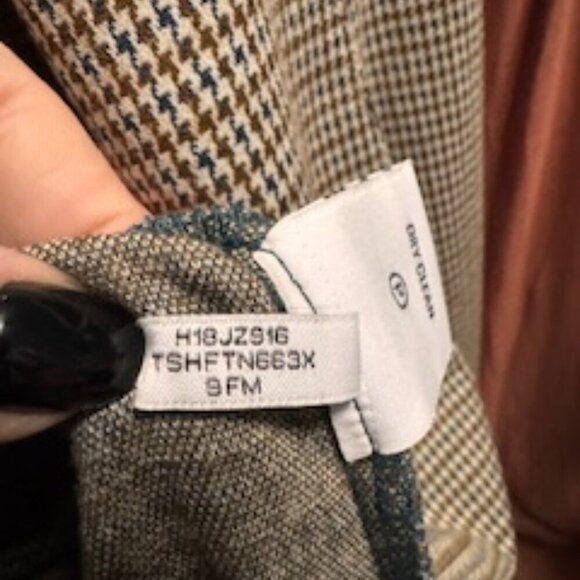 H18JZ916
TSHFTN663X
9FM
DRY CLEAN
P